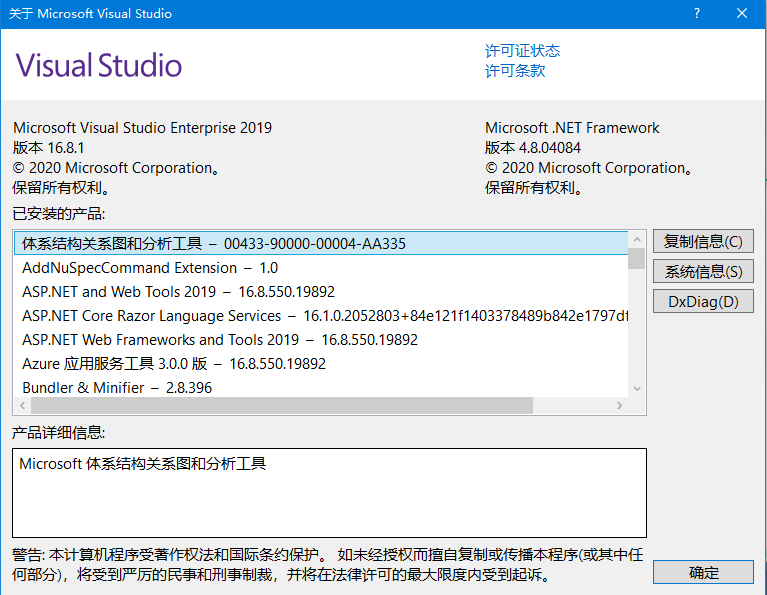 关于 Microsoft Visual Studio
?
Visual Studio
许可证状态
许可条款
Microsoft Visual Studio Enterprise 2019
版本 16.8.1
© 2020 Microsoft Corporation。
保留所有权利。
Microsoft .NET Framework
版本 4.8.04084
© 2020 Microsoft Corporation。
保留所有权利。
已安装的产品:
体系结构关系图和分析工具 – 00433-90000-00004-AA335
AddNuSpecCommand Extension – 1.0
ASP.NET and Web Tools 2019 – 16.8.550.19892
ASP.NET Core Razor Language Services – 16.1.0.2052803+84e121f1403378489b842e1797df
ASP.NET Web Frameworks and Tools 2019 – 16.8.550.19892
Azure 应用服务工具 3.0.0 版 – 16.8.550.19892
Bundler & Minifier – 2.8.396
复制信息(C)
系统信息(S)
DxDiag(D)
产品详细信息:
Microsoft 体系结构关系图和分析工具
警告: 本计算机程序受著作权法和国际条约保护。 如未经授权而擅自复制或传播本程序(或其中任
何部分)，将受到严厉的民事和刑事制裁，并将在法律许可的最大限度内受到起诉。
确定